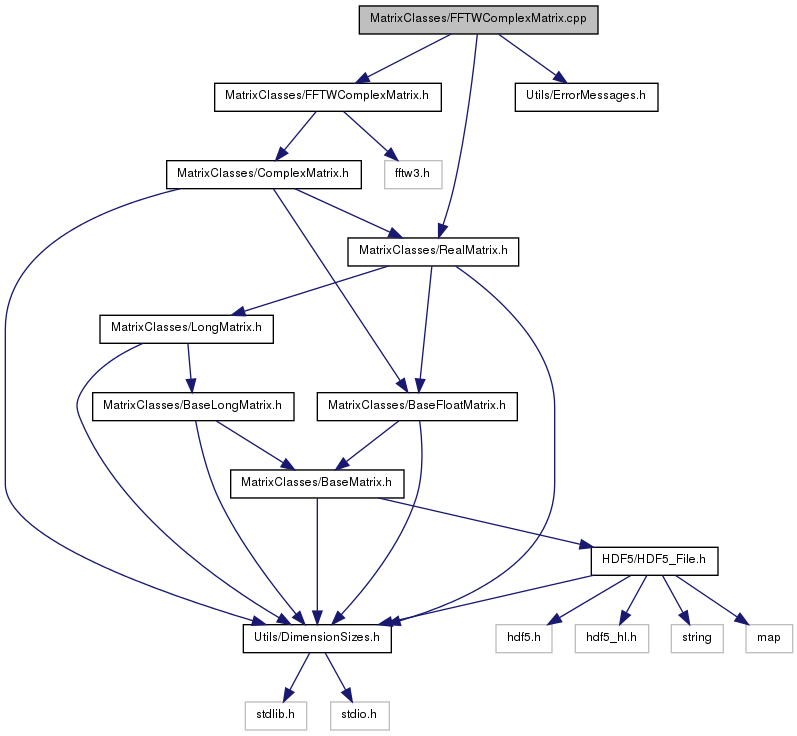 MatrixClasses/FFTWComplexMatrix.cpp
MatrixClasses/FFTWComplexMatrix.h
Utils/ErrorMessages.h
MatrixClasses/ComplexMatrix.h
fftw3.h
MatrixClasses/RealMatrix.h
MatrixClasses/LongMatrix.h
MatrixClasses/BaseLongMatrix.h
MatrixClasses/BaseFloatMatrix.h
MatrixClasses/BaseMatrix.h
HDF5/HDF5_File.h
Utils/DimensionSizes.h
hdf5.h
hdf5_hl.h
string
map
stdlib.h
stdio.h